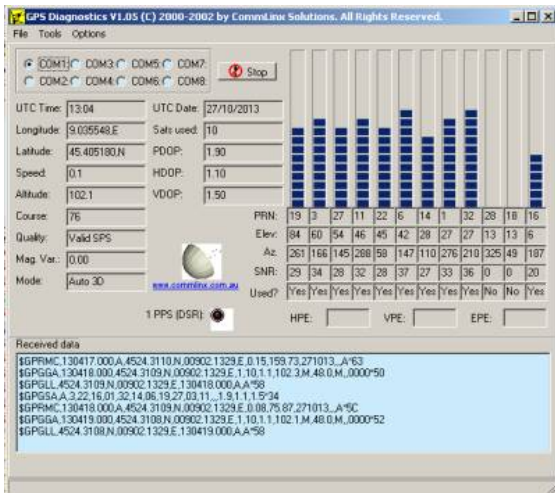 GPS Diagnostics V1.05 (C) 2000-2002 by CommLinx Solutions. All Rights Reserved.
File Tools Options
COM1: COM3: COM5: COM7:
COM2: COM4: COM6: COM8:
Stop
UTC Time: 13:04 UTC Date: 27/10/2013
Longitude: 9.035548,E Sats used: 10
Latitude: 45.405180,N PDOP: 1.90
Speed: 0.1 HDOP: 1.10
Altitude: 102.1 VDOP: 1.50
Course: 76
Quality: Valid SPS
Mag. Var.: 0.00
Mode: Auto 3D
www.commlinx.com.au
1 PPS (DSR):
PRN: 19 3 27 11 22 6 14 1 32 28 18 16
Elev: 84 60 54 46 45 42 28 27 27 13 13 6
Az: 261 166 145 288 58 147 110 276 210 325 49 187
SNR: 29 34 28 32 28 37 27 33 36 0 0 20
Used? Yes Yes Yes Yes Yes Yes Yes Yes Yes No No Yes
HPE: VPE: EPE:
Received data
$GPRMC,130417.000,A,4524.3110,N,00902.1329,E,0.15,159.73,271013,,,A*63
$GPGGA,130418.000,4524.3109,N,00902.1329,E,1,10,1.1,102.3,M,48.0,M,,0000*50
$GPGLL,4524.3109,N,00902.1329,E,130418.000,A,A*58
$GPGSA,A,3,22,16,01,32,14,06,19,27,03,11,,,1.9,1.1,1.5*34
$GPRMC,130418.000,A,4524.3109,N,00902.1329,E,0.08,75.87,271013,,,A*5C
$GPGGA,130419.000,4524.3108,N,00902.1329,E,1,10,1.1,102.1,M,48.0,M,,0000*52
$GPGLL,4524.3108,N,00902.1329,E,130419.000,A,A*58